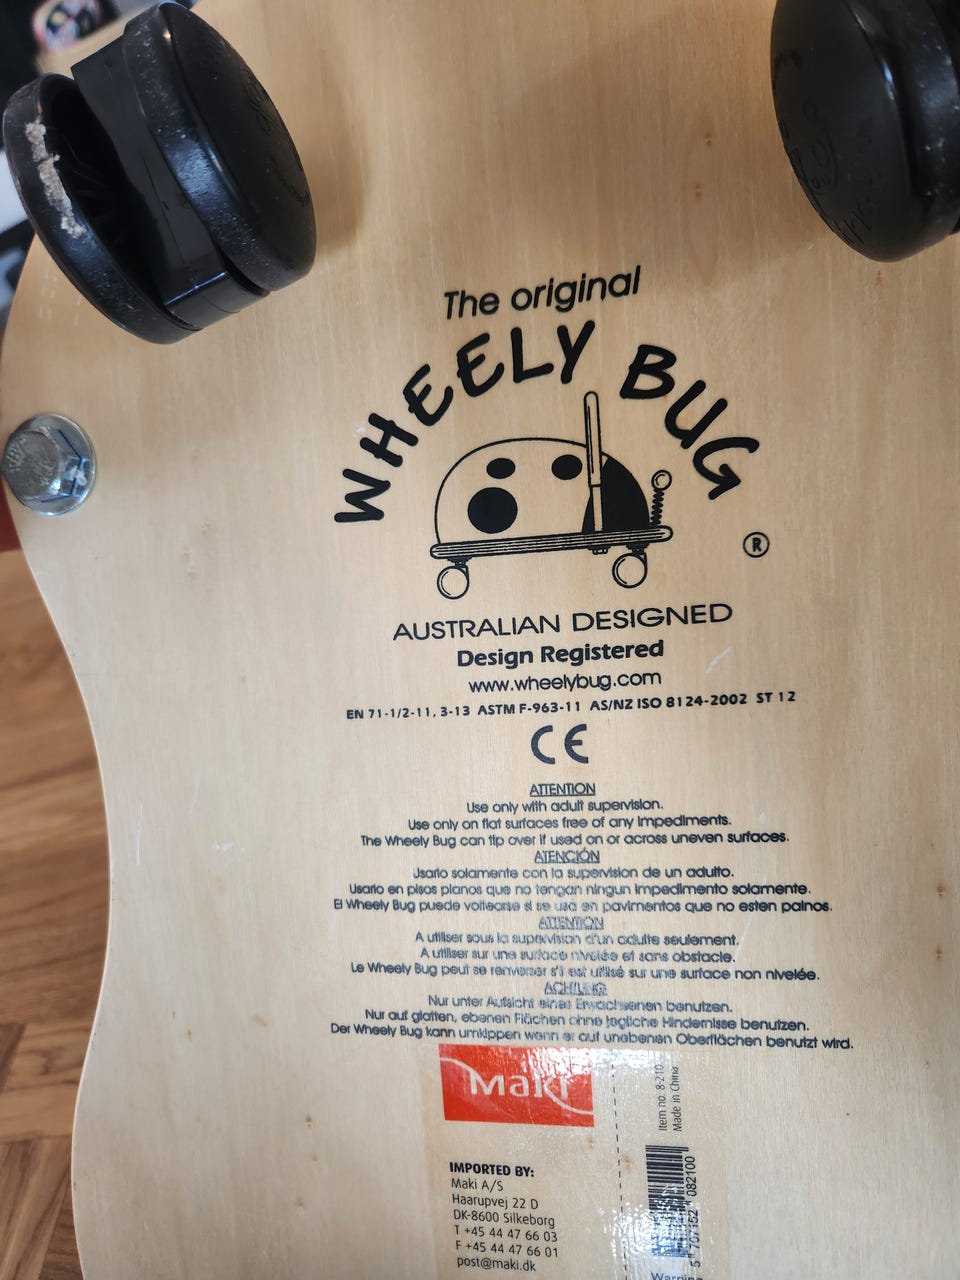 The original
WHEELY BUG
®
AUSTRALIAN DESIGNED
Design Registered
www.wheelybug.com
EN 71-1/2-11, 3-13 ASTM F-963-11 AS/NZ ISO 8124-2002 ST 12
CE
ATTENTION
Use only with adult supervision.
Use only on flat surfaces free of any impediments.
The Wheely Bug can tip over if used on or across uneven surfaces.
ATENCIÓN
Usarlo solamente con la supervision de un adulto.
Usarlo en pisos planos que no tengan ningun impedimento solamente.
El Wheely Bug puede voltearse si se usa en pavimentos que no esten palnos.
ATTENTION
A utiliser sous la supervision d'un adulte seulement.
A utiliser sur une surface nivelée et sans obstacle.
Le Wheely Bug peut se renverser s'il est utilisé sur une surface non nivelée.
ACHTUNG
Nur unter Aufsicht eines Erwachsenen benutzen.
Nur auf glatten, ebenen Flächen ohne jegliche Hindernisse benutzen.
Der Wheely Bug kann umkippen wenn er auf unebenen Oberflächen benutzt wird.
Maki
Item no: 8-210
Made in China
IMPORTED BY:
Maki A/S
Haarupvej 22 D
DK-8600 Silkeborg
T +45 44 47 66 03
F +45 44 47 66 01
post@maki.dk
5 707152 082100
Warning